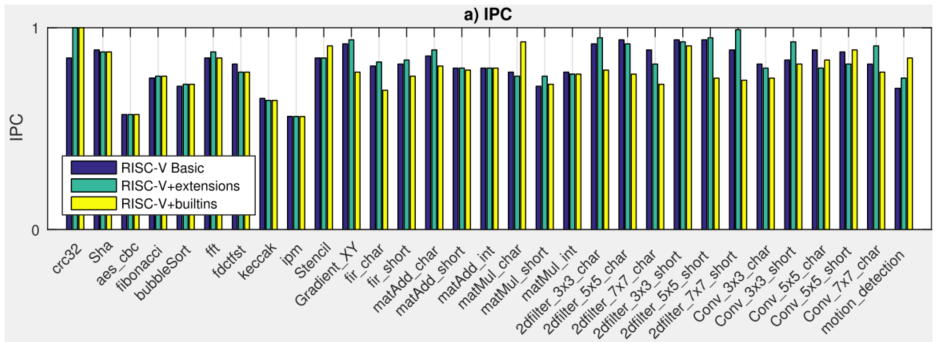 a) IPC
1
IPC
0
RISC-V Basic
RISC-V+extensions
RISC-V+builtins
crc32
Sha
aes_cbc
fibonacci
bubbleSort
fft
fdctfst
keccak
ipm
Stencil
Gradient_XY
fir_char
fir_short
matAdd_char
matAdd_short
matAdd_int
matMul_char
matMul_short
matMul_int
2dfilter_3x3_char
2dfilter_5x5_char
2dfilter_7x7_char
2dfilter_3x3_short
2dfilter_5x5_short
2dfilter_7x7_short
Conv_3x3_char
Conv_3x3_short
Conv_5x5_char
Conv_5x5_short
Conv_7x7_char
motion_detection